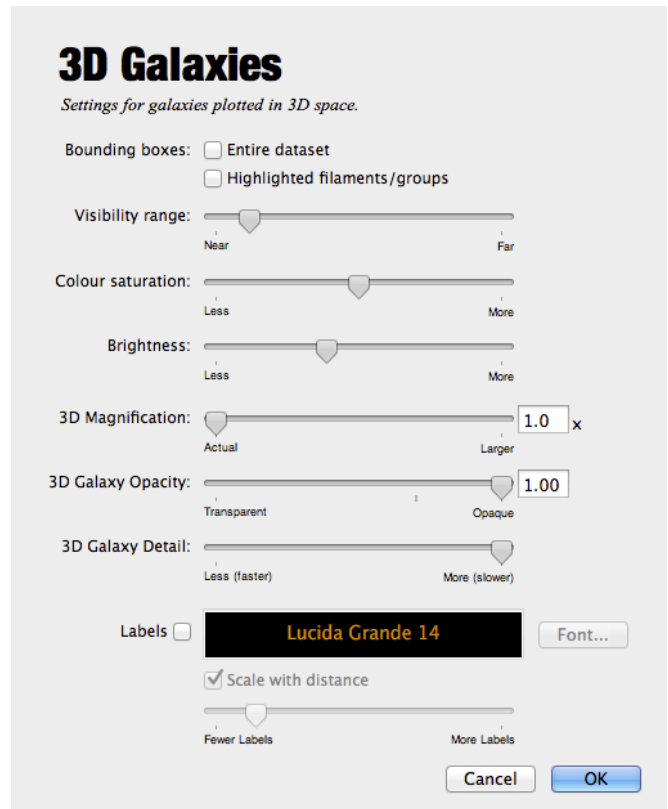 3D Galaxies
Settings for galaxies plotted in 3D space.
Bounding boxes: Entire dataset
Highlighted filaments/groups
Visibility range:
Near Far
Colour saturation:
Less More
Brightness:
Less More
3D Magnification: 1.0 x
Actual Larger
3D Galaxy Opacity: 1.00
Transparent Opaque
3D Galaxy Detail:
Less (faster) More (slower)
Labels Lucida Grande 14 Font...
Scale with distance
Fewer Labels More Labels
Cancel OK